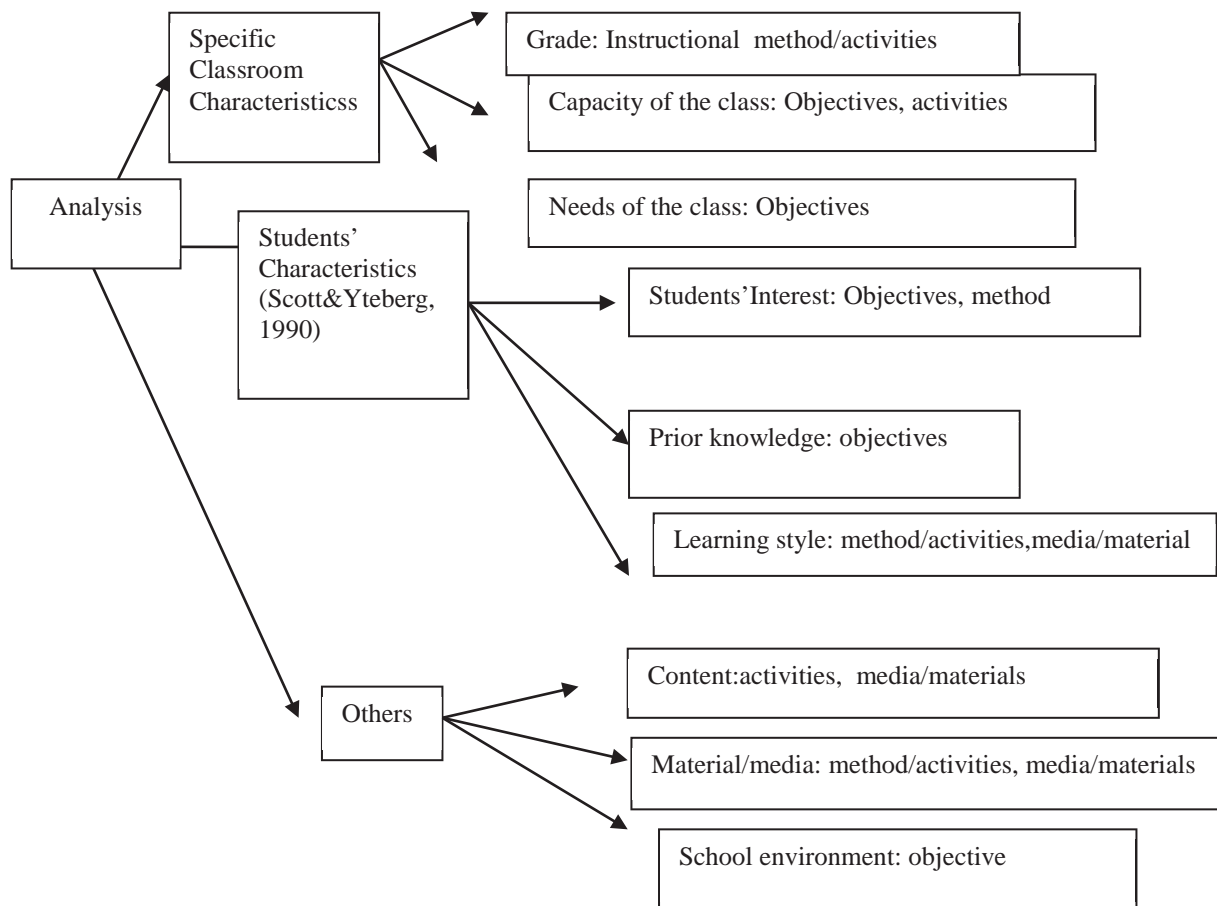 Specific
Classroom
Characteristicss
Grade: Instructional  method/activities
Capacity of the class: Objectives, activities
Needs of the class: Objectives
Analysis
Students’
Characteristics
(Scott&Yteberg,
1990)
Students’Interest: Objectives, method
Prior knowledge: objectives
Learning style: method/activities,media/material
Others
Content:activities,  media/materials
Material/media: method/activities, media/materials
School environment: objective